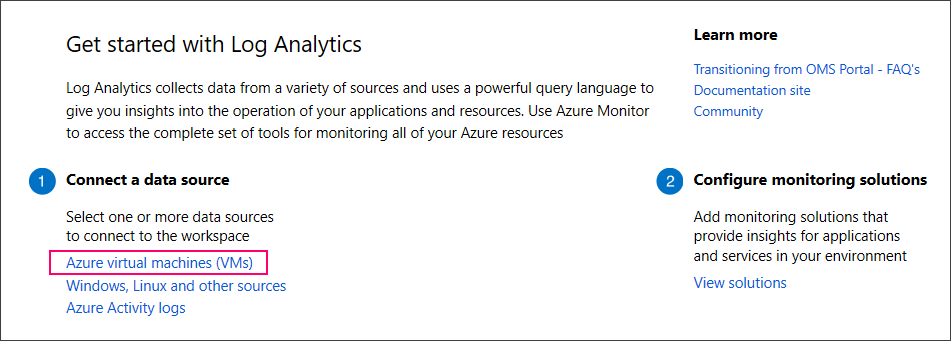 Get started with Log Analytics
Log Analytics collects data from a variety of sources and uses a powerful query language to
give you insights into the operation of your applications and resources. Use Azure Monitor
to access the complete set of tools for monitoring all of your Azure resources
Learn more
Transitioning from OMS Portal - FAQ's
Documentation site
Community
1 Connect a data source
Select one or more data sources
to connect to the workspace
Azure virtual machines (VMs)
Windows, Linux and other sources
Azure Activity logs
2 Configure monitoring solutions
Add monitoring solutions that
provide insights for applications
and services in your environment
View solutions